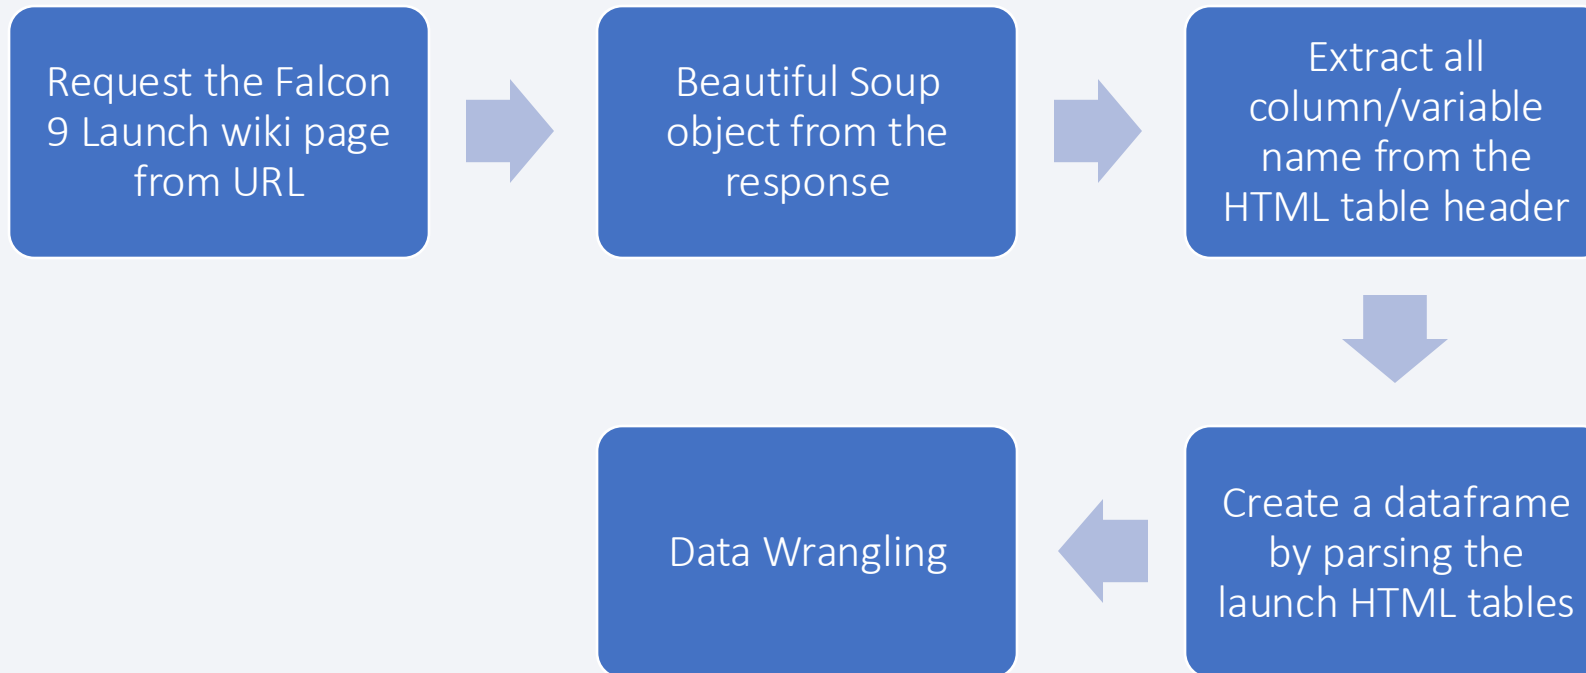 Request the Falcon
9 Launch wiki page
from URL
Beautiful Soup
object from the
response
Extract all
column/variable
name from the
HTML table header
Create a dataframe
by parsing the
launch HTML tables
Data Wrangling